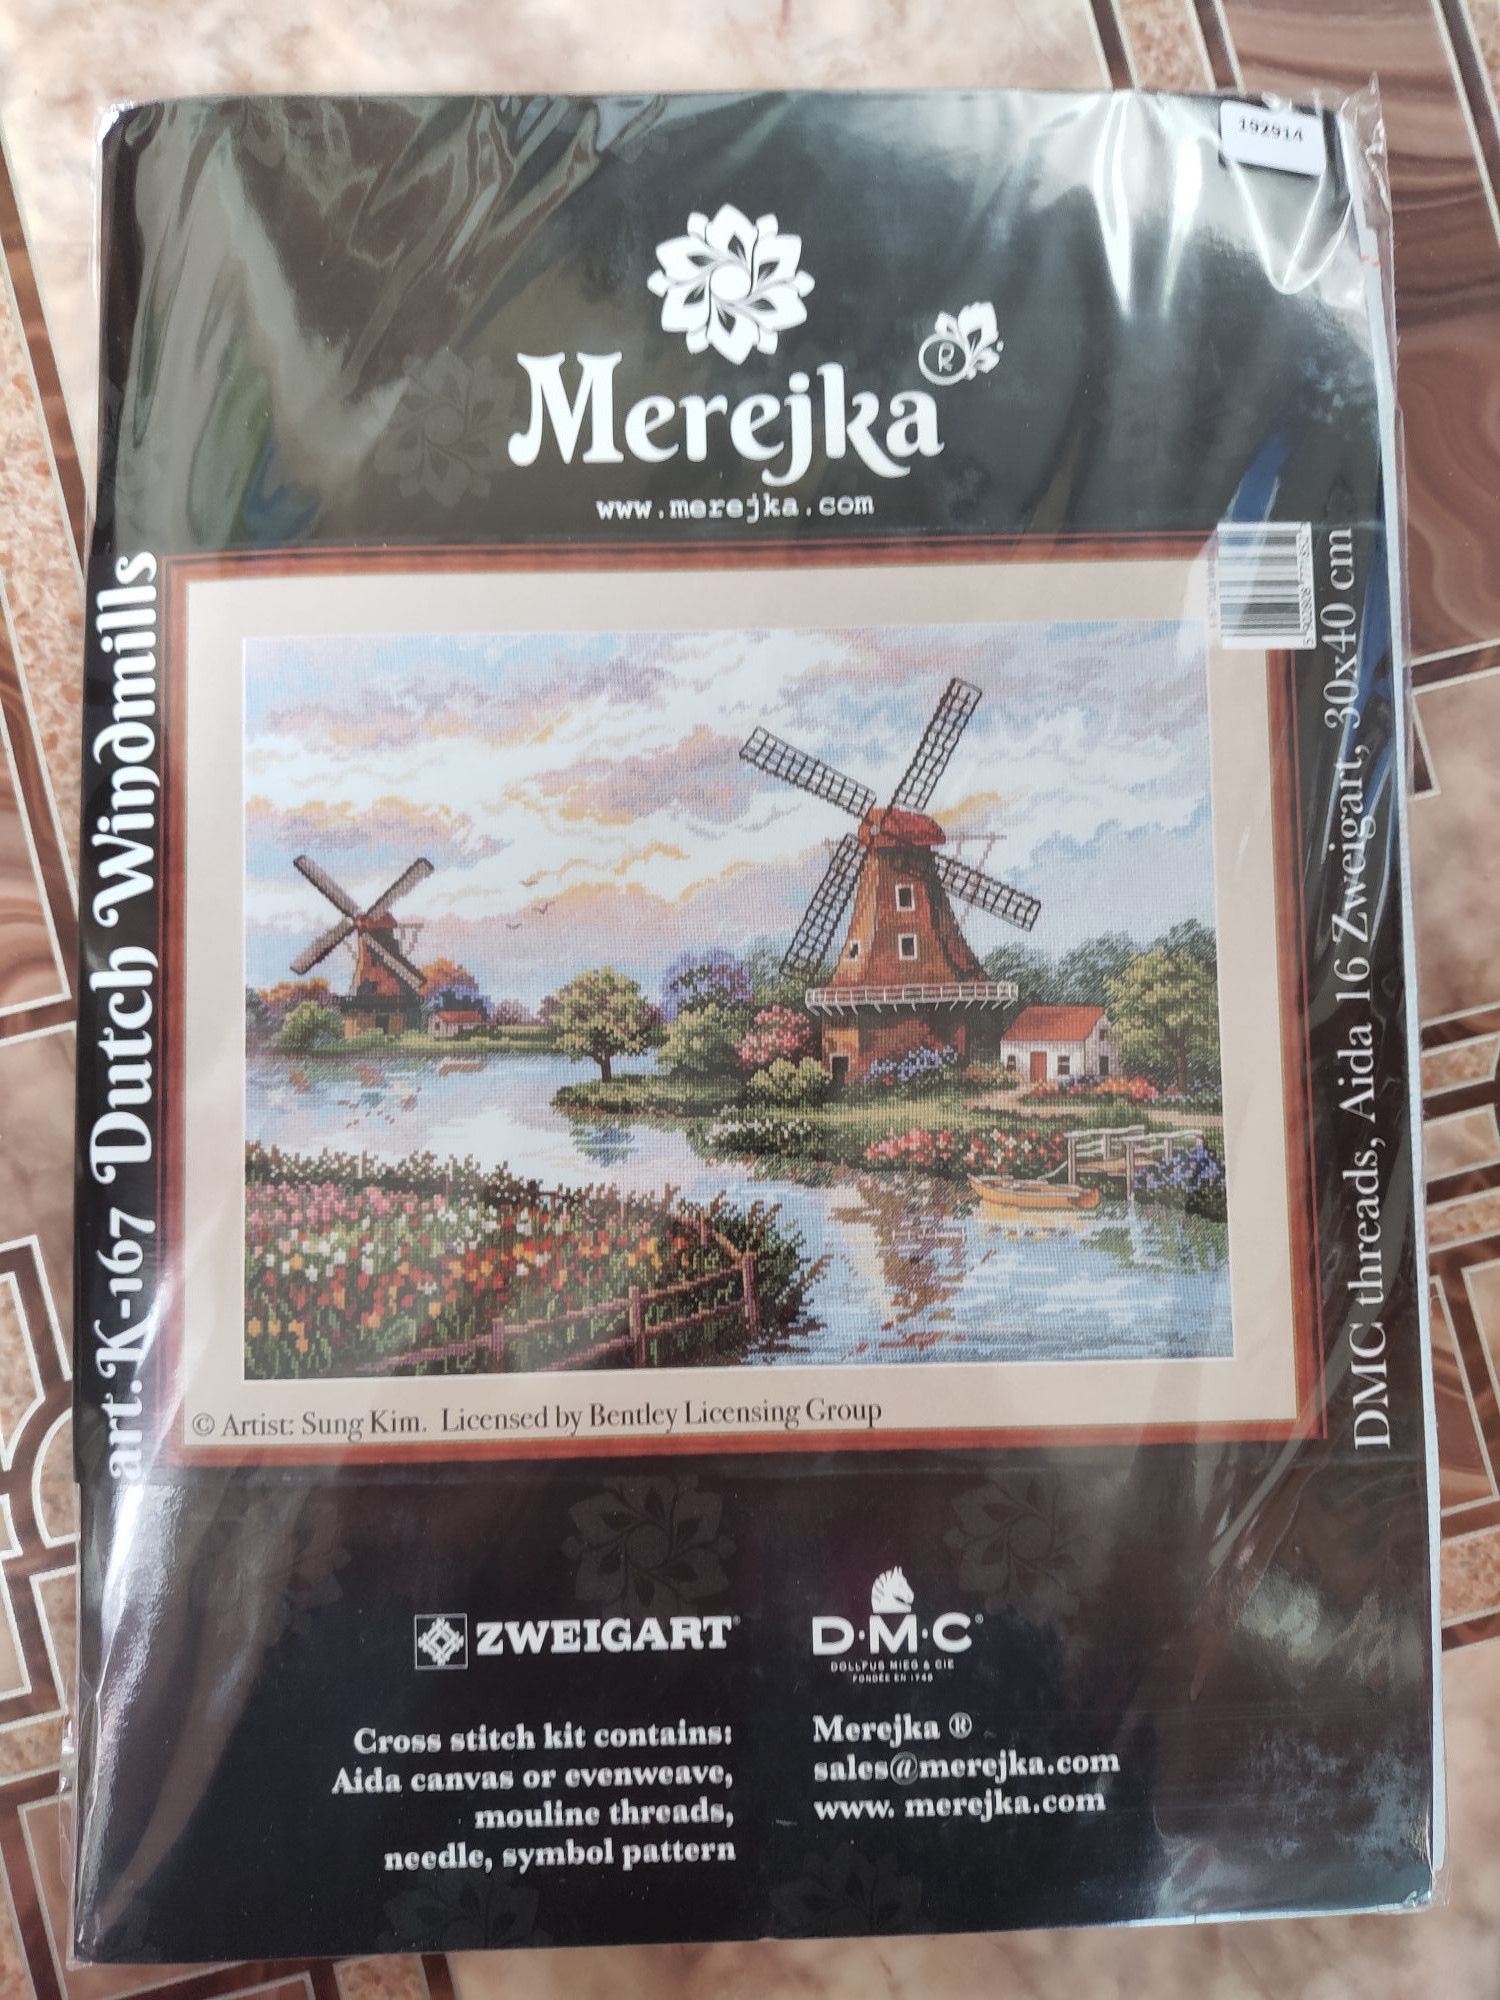 192914
Merejka
R
www.merejka.com
art.K-167 Dutch Windmills
DMC threads, Aida 16 Zweigart, 30x40 cm
© Artist: Sung Kim. Licensed by Bentley Licensing Group
ZWEIGART®
D·M·C®
DOLLFUS MIEG & CIE
FONDÉE EN 1746
Cross stitch kit contains:
Aida canvas or evenweave,
mouline threads,
needle, symbol pattern
Merejka ®
sales@merejka.com
www. merejka.com